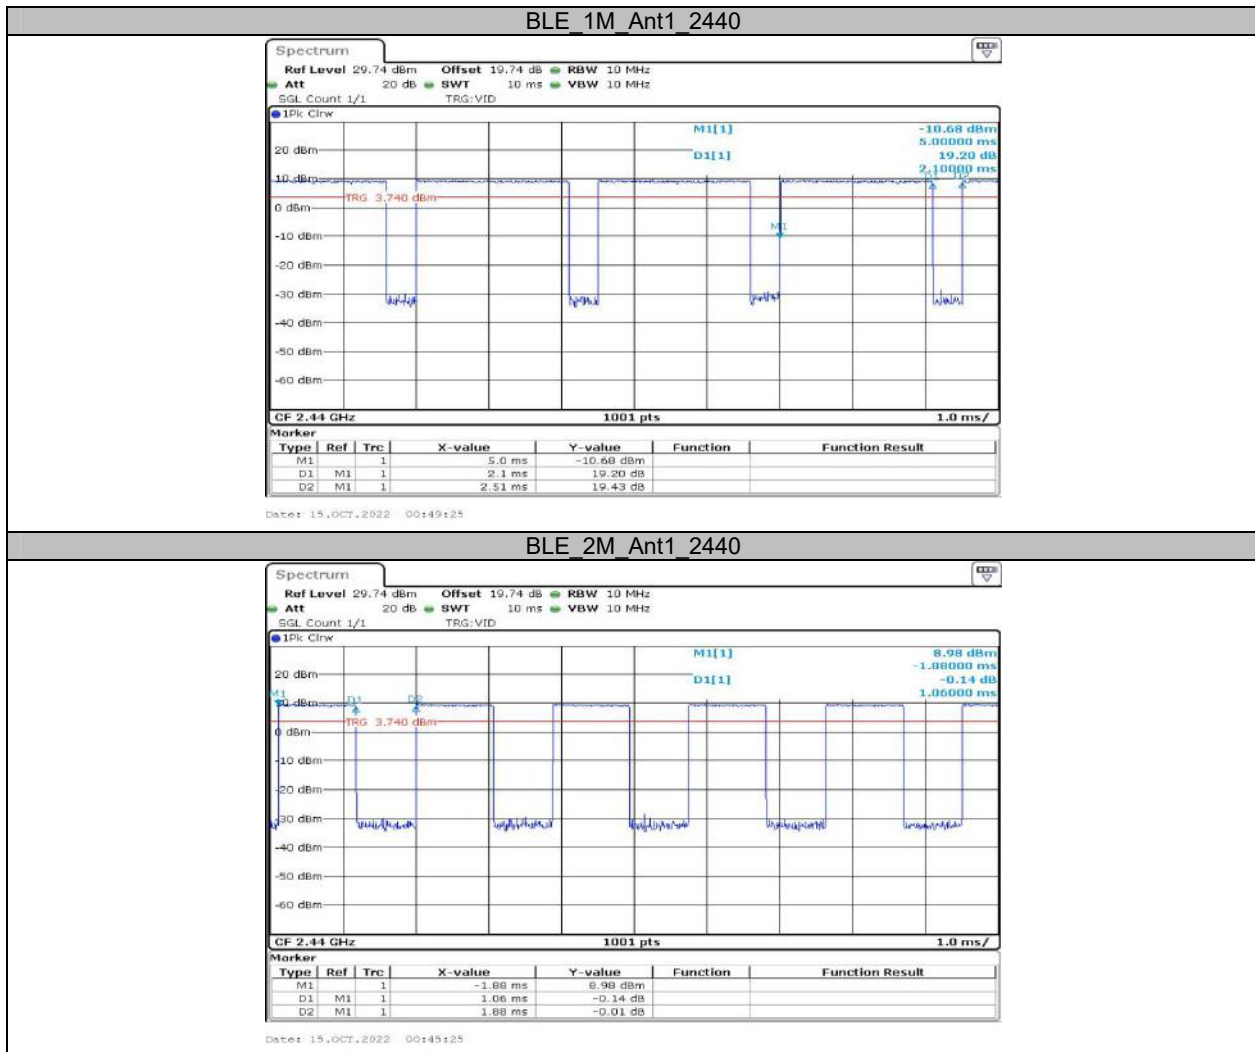 BLE_1M_Ant1_2440
Spectrum
Ref Level 29.74 dBm Offset 19.74 dB RBW 10 MHz
Att 20 dB SWT 10 ms VBW 10 MHz
SGL Count 1/1 TRG:VID
1Pk Clrw
M1[1] -10.68 dBm
5.00000 ms
20 dBm
D1[1] 19.20 dB
2.10000 ms
10 dBm
D1 D2
TRG 3.740 dBm
0 dBm
M1
-10 dBm
-20 dBm
-30 dBm
-40 dBm
-50 dBm
-60 dBm
CF 2.44 GHz 1001 pts 1.0 ms/
Marker
Type Ref Trc X-value Y-value Function Function Result
M1 1 5.0 ms -10.68 dBm
D1 M1 1 2.1 ms 19.20 dB
D2 M1 1 2.51 ms 19.43 dB
Date: 15.OCT.2022 00:49:25
BLE_2M_Ant1_2440
Spectrum
Ref Level 29.74 dBm Offset 19.74 dB RBW 10 MHz
Att 20 dB SWT 10 ms VBW 10 MHz
SGL Count 1/1 TRG:VID
1Pk Clrw
M1[1] 8.98 dBm
-1.88000 ms
20 dBm
D1[1] -0.14 dB
1.06000 ms
M1 D1 D2
10 dBm
TRG 3.740 dBm
0 dBm
-10 dBm
-20 dBm
-30 dBm
-40 dBm
-50 dBm
-60 dBm
CF 2.44 GHz 1001 pts 1.0 ms/
Marker
Type Ref Trc X-value Y-value Function Function Result
M1 1 -1.88 ms 8.98 dBm
D1 M1 1 1.06 ms -0.14 dB
D2 M1 1 1.88 ms -0.01 dB
Date: 15.OCT.2022 00:45:25